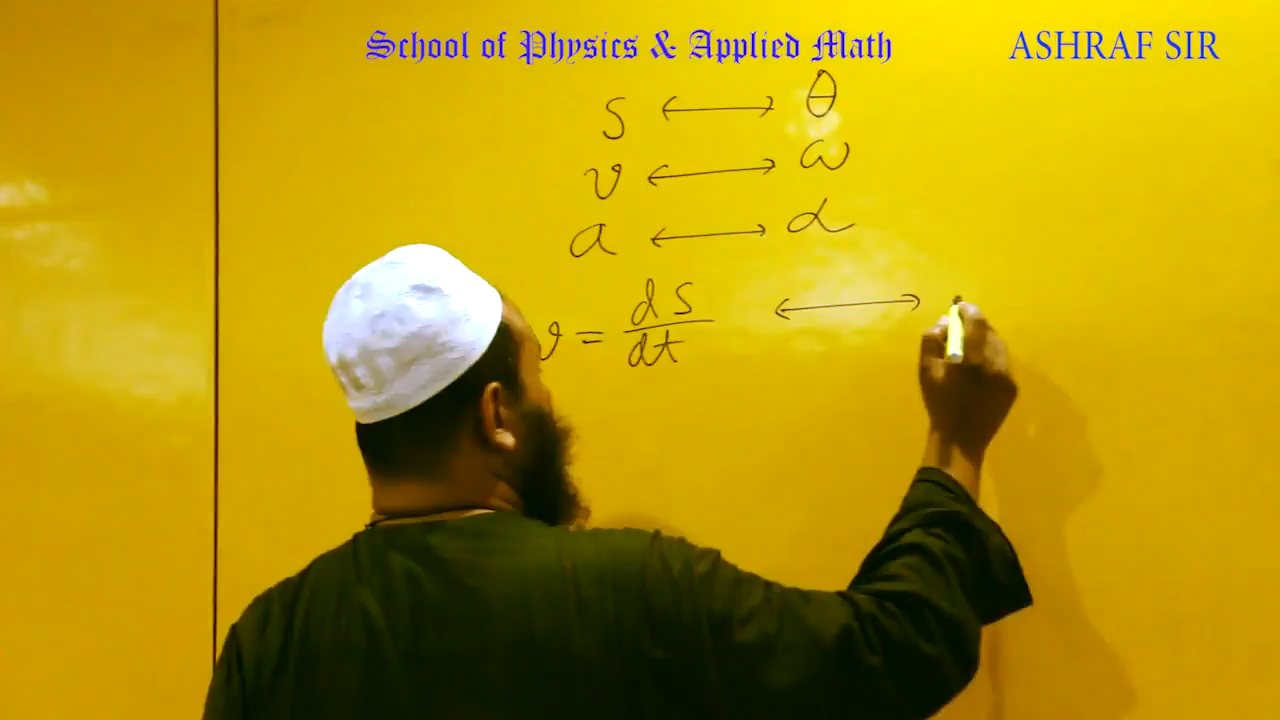 School of Physics & Applied Math ASHRAF SIR
S ↔ θ
v ↔ ω
a ↔ α
v = dS/dt ↔